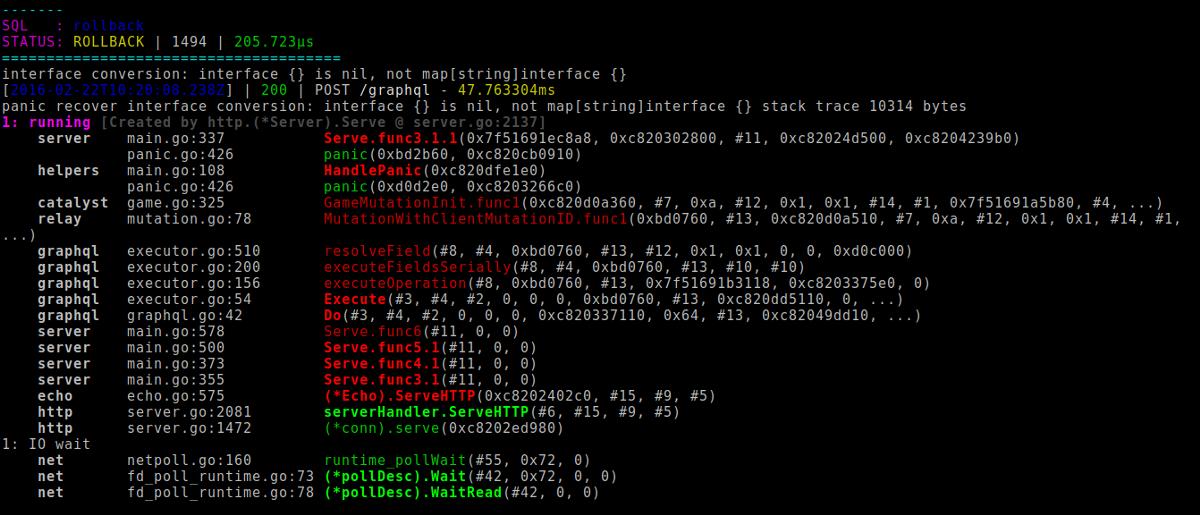 -------
SQL   : rollback
STATUS: ROLLBACK | 1494 | 205.723µs
======================================
interface conversion: interface {} is nil, not map[string]interface {}
[2016-02-22T10:20:00.238Z] | 200 | POST /graphql - 47.763304ms
panic recover interface conversion: interface {} is nil, not map[string]interface {} stack trace 10314 bytes
1: running [Created by http.(*Server).Serve @ server.go:2137]
    server    main.go:337           Serve.func3.1.1(0x7f51691ec8a8, 0xc820302800, #11, 0xc82024d500, 0xc8204239b0)
              panic.go:426          panic(0xbd2b60, 0xc820cb0910)
    helpers   main.go:108           HandlePanic(0xc820dfe1e0)
              panic.go:426          panic(0xd0d2e0, 0xc8203266c0)
    catalyst  game.go:325           GameMutationInit.func1(0xc820d0a360, #7, 0xa, #12, 0x1, 0x1, #14, #1, 0x7f51691a5b80, #4, ...)
    relay     mutation.go:78        MutationWithClientMutationID.func1(0xbd0760, #13, 0xc820d0a510, #7, 0xa, #12, 0x1, 0x1, #14, #1,
...)
    graphql   executor.go:510       resolveField(#8, #4, 0xbd0760, #13, #12, 0x1, 0x1, 0, 0, 0xd0c000)
    graphql   executor.go:200       executeFieldsSerially(#8, #4, 0xbd0760, #13, #10, #10)
    graphql   executor.go:156       executeOperation(#8, 0xbd0760, #13, 0x7f51691b3118, 0xc8203375e0, 0)
    graphql   executor.go:54        Execute(#3, #4, #2, 0, 0, 0, 0xbd0760, #13, 0xc820dd5110, 0, ...)
    graphql   graphql.go:42         Do(#3, #4, #2, 0, 0, 0, 0xc820337110, 0x64, #13, 0xc82049dd10, ...)
    server    main.go:578           Serve.func6(#11, 0, 0)
    server    main.go:500           Serve.func5.1(#11, 0, 0)
    server    main.go:373           Serve.func4.1(#11, 0, 0)
    server    main.go:355           Serve.func3.1(#11, 0, 0)
    echo      echo.go:575           (*Echo).ServeHTTP(0xc8202402c0, #15, #9, #5)
    http      server.go:2081        serverHandler.ServeHTTP(#6, #15, #9, #5)
    http      server.go:1472        (*conn).serve(0xc8202ed980)
1: IO wait
    net       netpoll.go:160        runtime_pollWait(#55, 0x72, 0)
    net       fd_poll_runtime.go:73 (*pollDesc).Wait(#42, 0x72, 0, 0)
    net       fd_poll_runtime.go:78 (*pollDesc).WaitRead(#42, 0, 0)